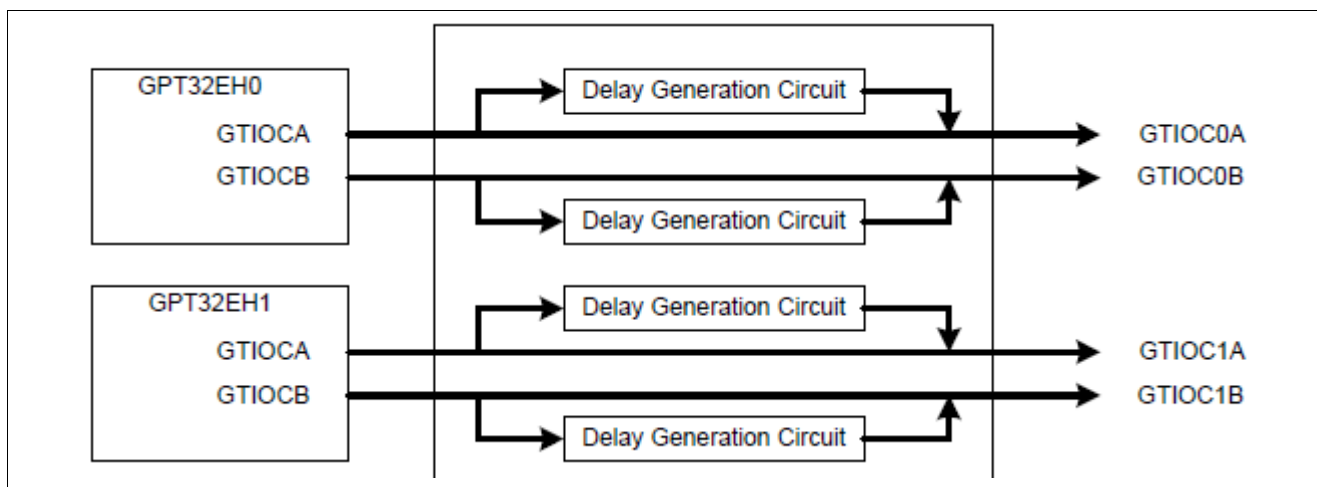 GPT32EH0
Delay Generation Circuit
GTIOCA
GTIOC0A
GTIOCB
GTIOC0B
Delay Generation Circuit
GPT32EH1
Delay Generation Circuit
GTIOCA
GTIOC1A
GTIOCB
GTIOC1B
Delay Generation Circuit